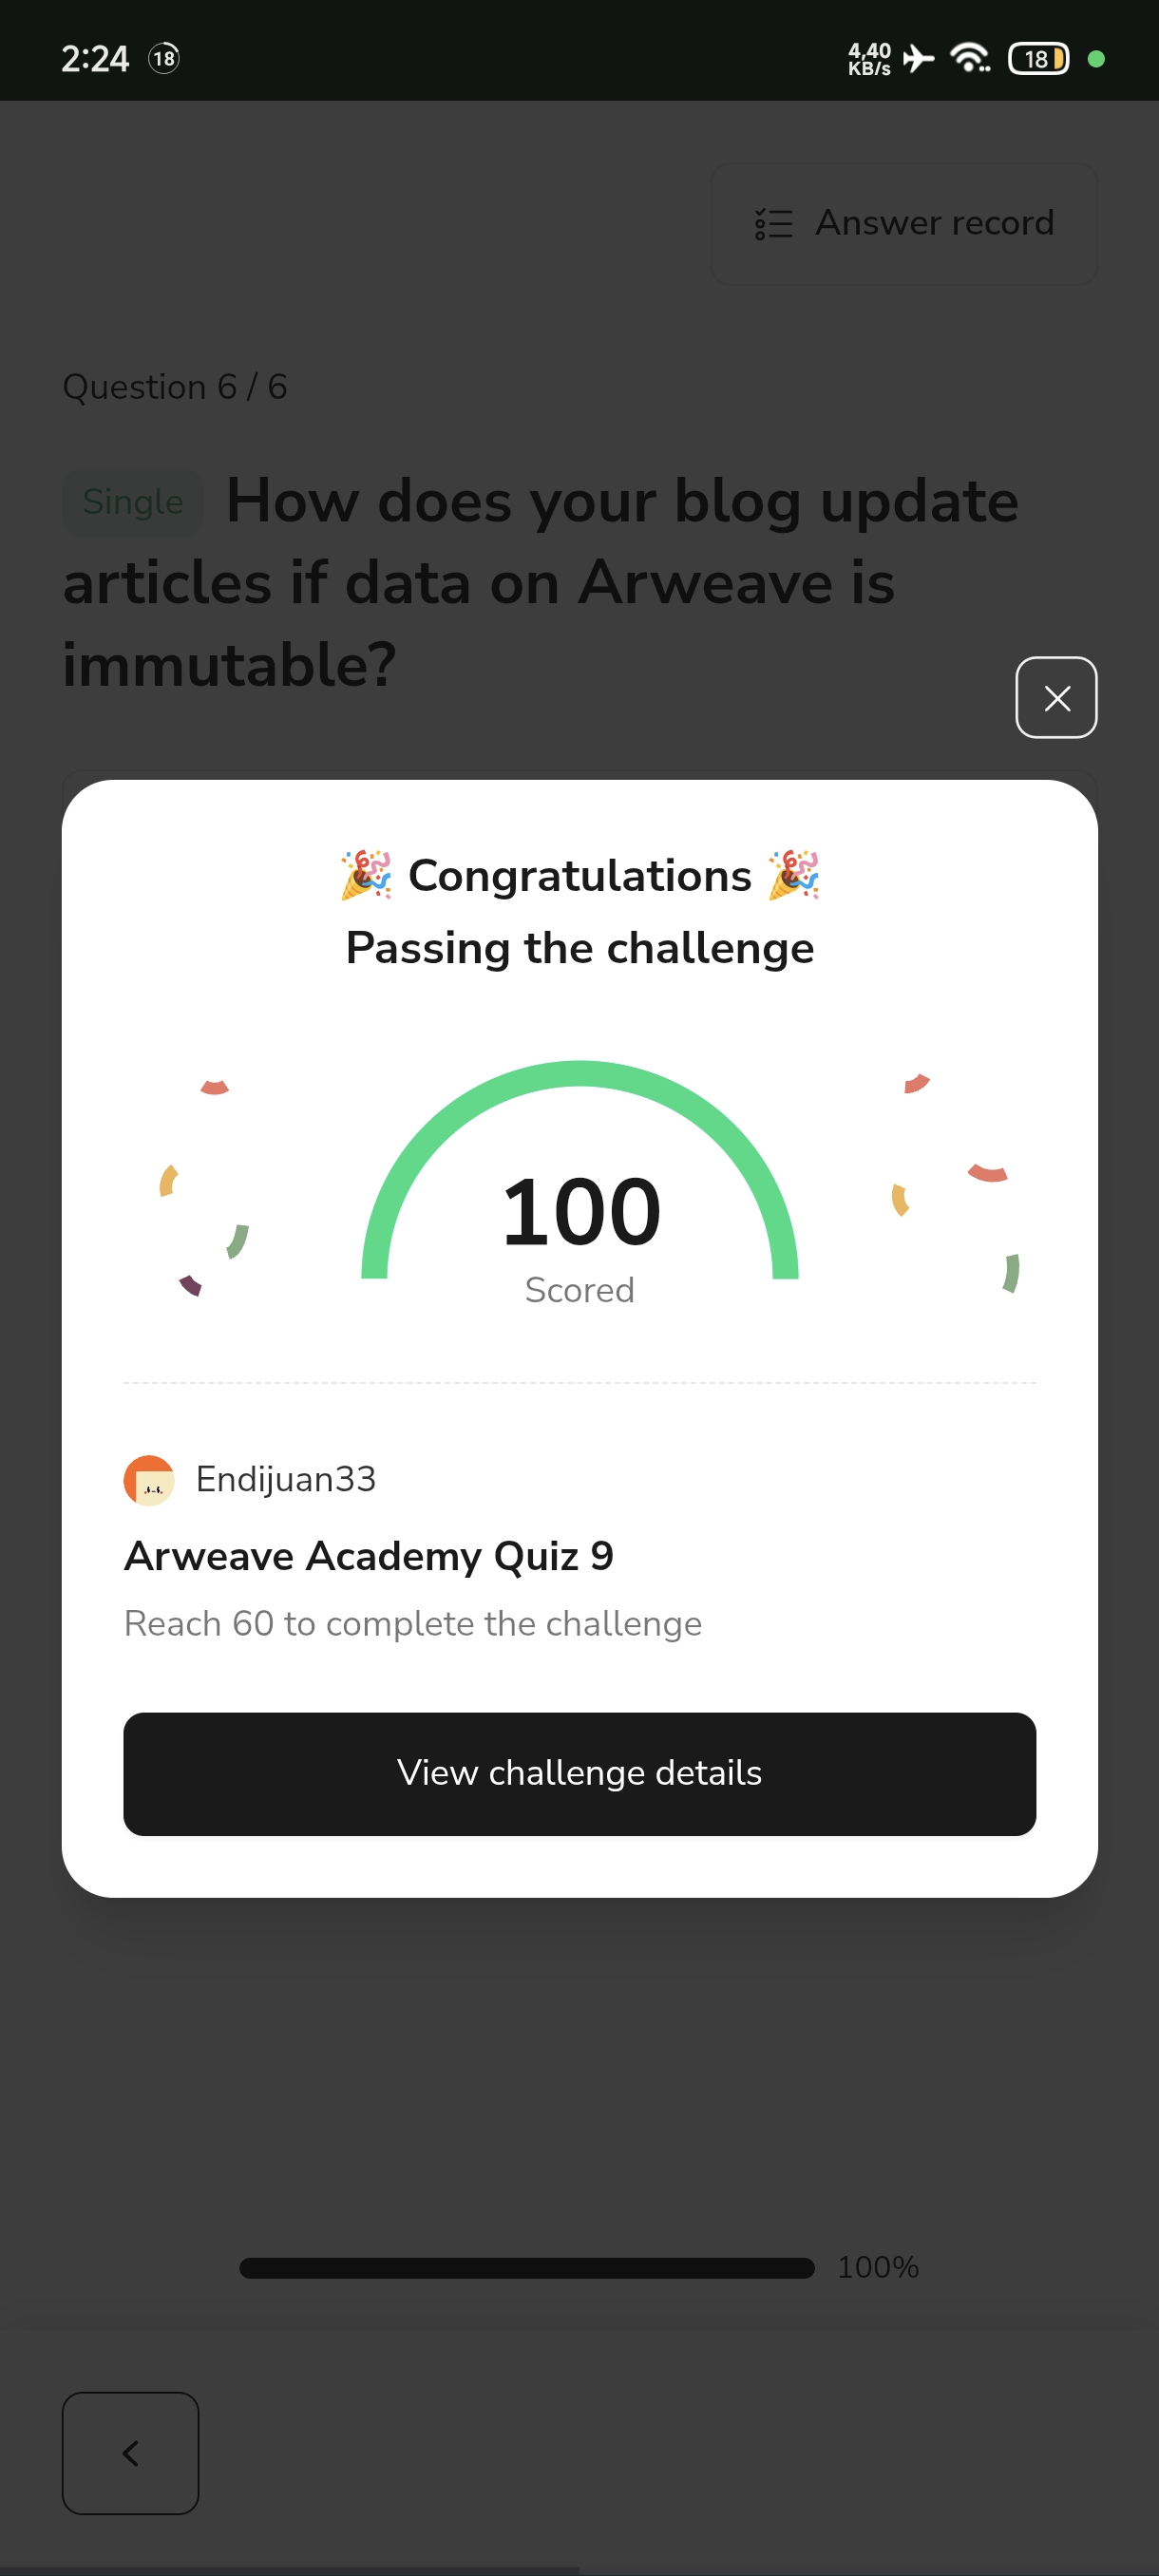 2:24
18
4,40
KB/s
18
Answer record
Question 6 / 6
Single How does your blog update
articles if data on Arweave is
immutable?
🎉 Congratulations 🎉
Passing the challenge
100
Scored
Endijuan33
Arweave Academy Quiz 9
Reach 60 to complete the challenge
View challenge details
100%